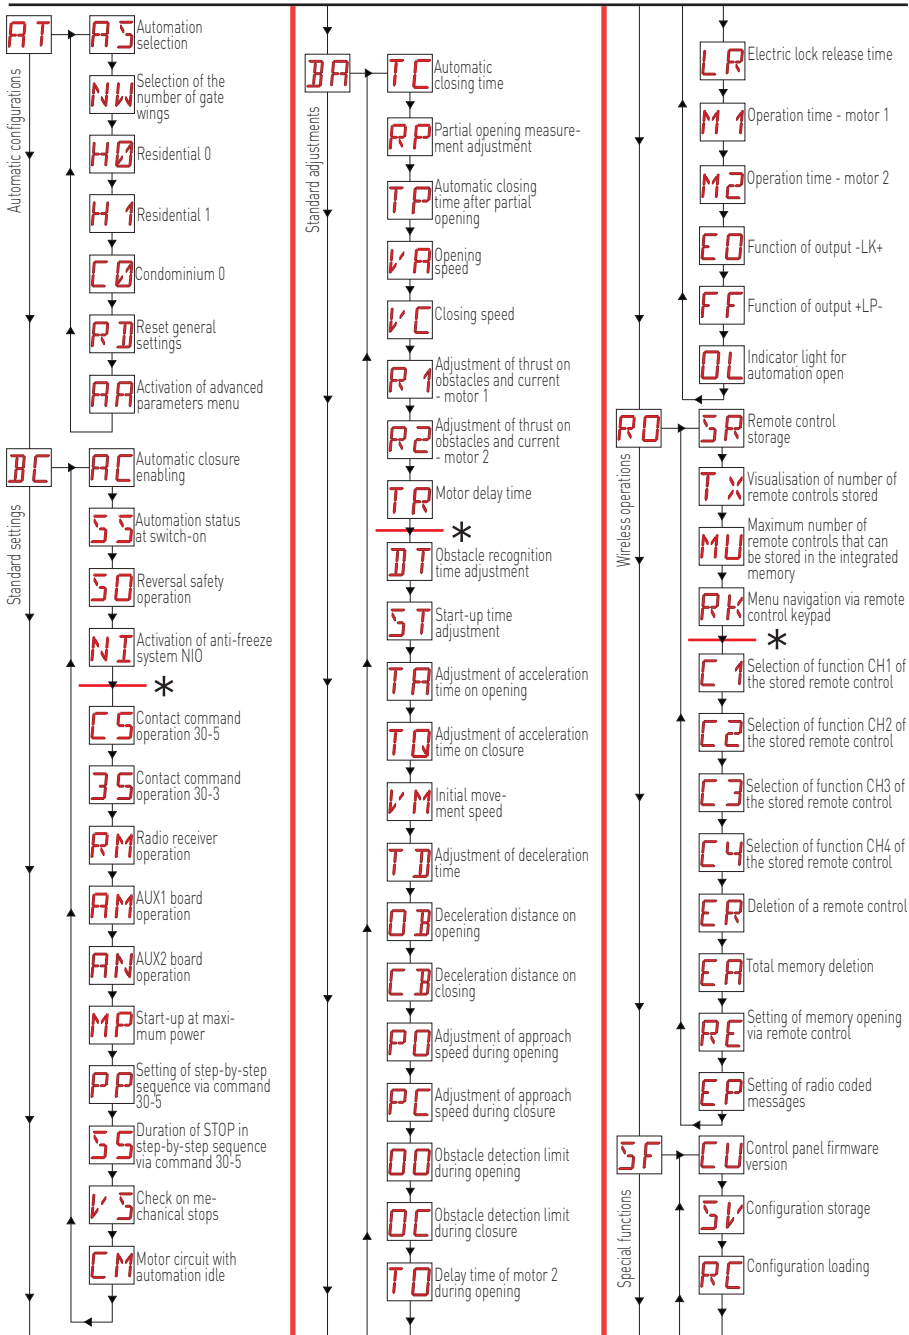 AT
Automatic configurations
AS
Automation
selection
NW
Selection of the
number of gate
wings
H0
Residential 0
H1
Residential 1
C0
Condominium 0
RD
Reset general
settings
AA
Activation of advanced
parameters menu
BC
Standard settings
AC
Automatic closure
enabling
SS
Automation status
at switch-on
SO
Reversal safety
operation
NI
Activation of anti-freeze
system NIO
*
CS
Contact command
operation 30-5
3S
Contact command
operation 30-3
RM
Radio receiver
operation
AM
AUX1 board
operation
AN
AUX2 board
operation
MP
Start-up at maxi-
mum power
PP
Setting of step-by-step
sequence via command
30-5
S5
Duration of STOP in
step-by-step sequence
via command 30-5
VS
Check on me-
chanical stops
CM
Motor circuit with
automation idle
BA
Standard adjustments
TC
Automatic
closing time
RP
Partial opening measure-
ment adjustment
TP
Automatic closing
time after partial
opening
VA
Opening
speed
VC
Closing speed
R1
Adjustment of thrust on
obstacles and current
- motor 1
R2
Adjustment of thrust on
obstacles and current
- motor 2
TR
Motor delay time
*
DT
Obstacle recognition
time adjustment
ST
Start-up time
adjustment
TA
Adjustment of acceleration
time on opening
TQ
Adjustment of acceleration
time on closure
VM
Initial move-
ment speed
TD
Adjustment of deceleration
time
OB
Deceleration distance on
opening
CB
Deceleration distance on
closing
PO
Adjustment of approach
speed during opening
PC
Adjustment of approach
speed during closure
OO
Obstacle detection limit
during opening
OC
Obstacle detection limit
during closure
TO
Delay time of motor 2
during opening
LR
Electric lock release time
M1
Operation time - motor 1
M2
Operation time - motor 2
EO
Function of output -LK+
FF
Function of output +LP-
OL
Indicator light for
automation open
RO
Wireless operations
SR
Remote control
storage
TX
Visualisation of number of
remote controls stored
MU
Maximum number of
remote controls that can
be stored in the integrated
memory
RK
Menu navigation via remote
control keypad
*
C1
Selection of function CH1 of
the stored remote control
C2
Selection of function CH2 of
the stored remote control
C3
Selection of function CH3 of
the stored remote control
C4
Selection of function CH4 of
the stored remote control
ER
Deletion of a remote control
EA
Total memory deletion
RE
Setting of memory opening
via remote control
EP
Setting of radio coded
messages
SF
Special functions
CU
Control panel firmware
version
SV
Configuration storage
RC
Configuration loading